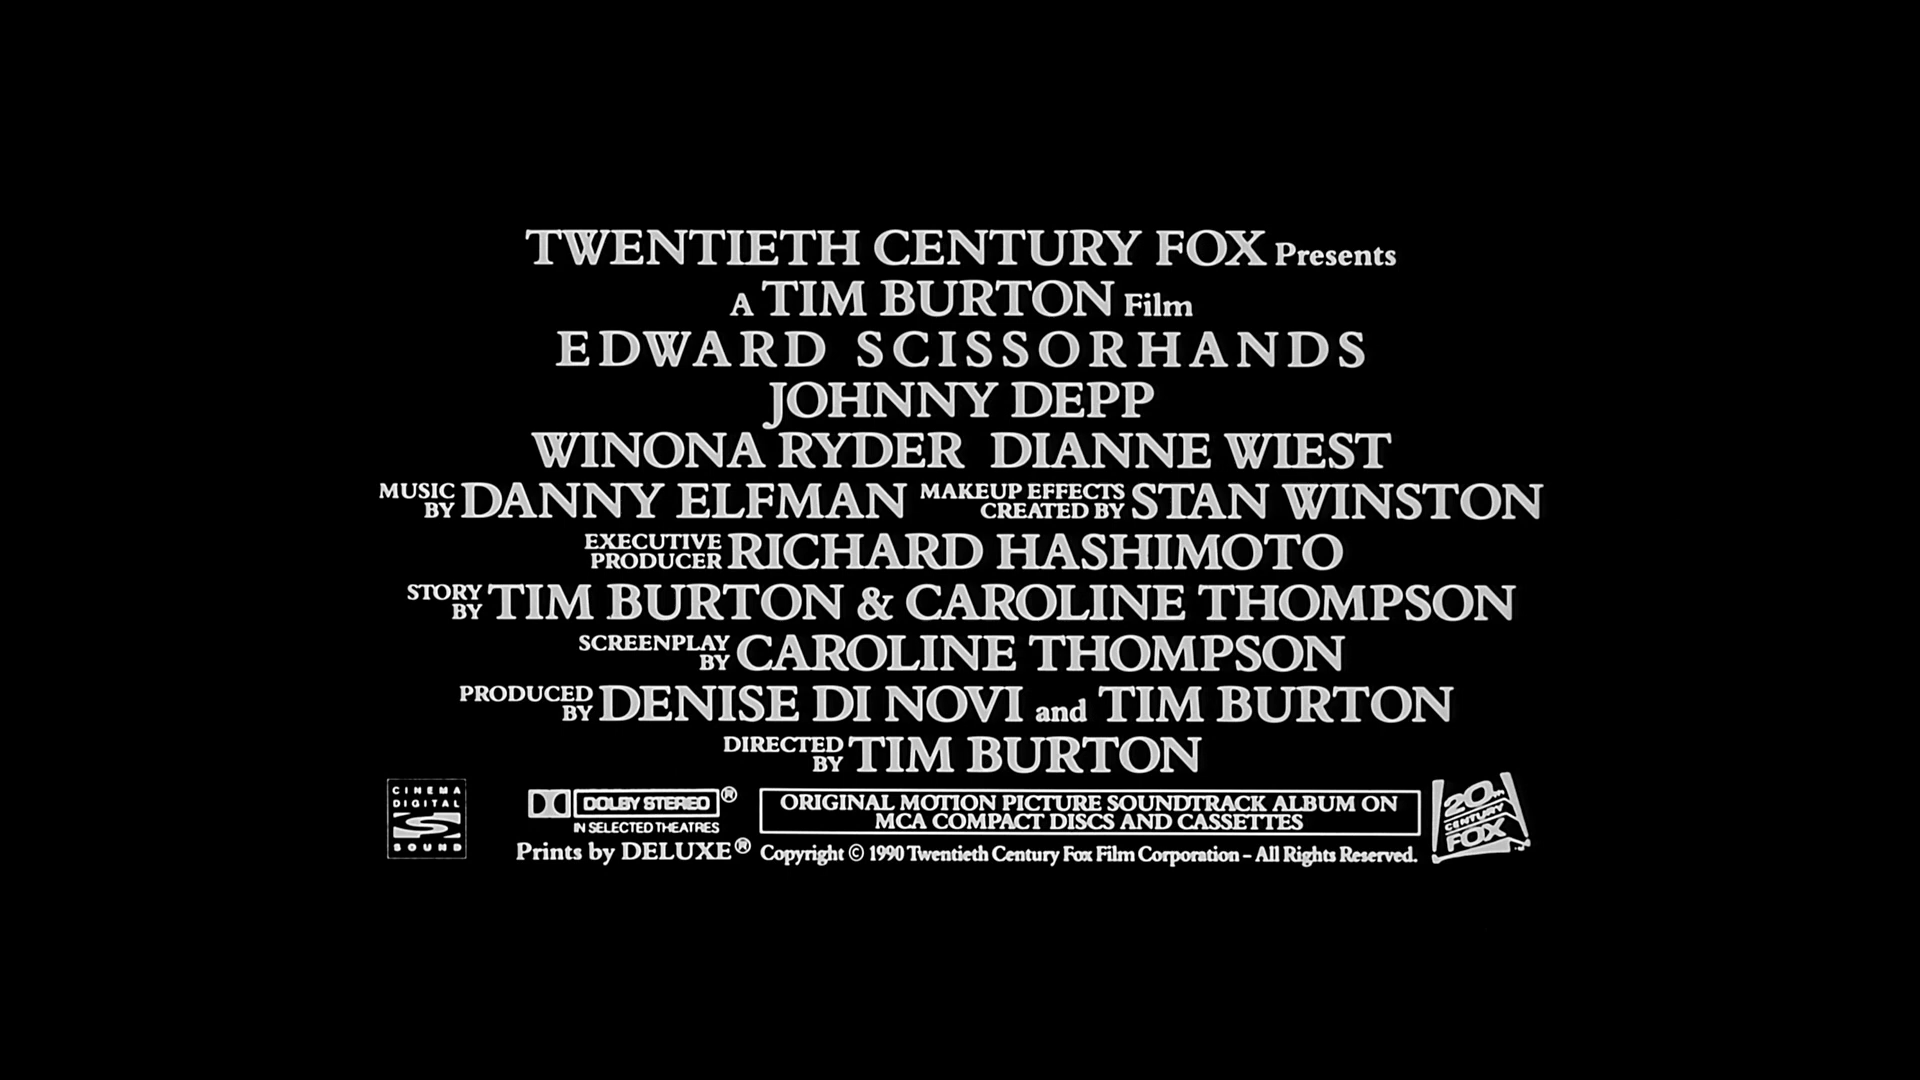 TWENTIETH CENTURY FOX Presents
A TIM BURTON Film
EDWARD SCISSORHANDS
JOHNNY DEPP
WINONA RYDER DIANNE WIEST
MUSIC BY DANNY ELFMAN MAKEUP EFFECTS CREATED BY STAN WINSTON
EXECUTIVE PRODUCER RICHARD HASHIMOTO
STORY BY TIM BURTON & CAROLINE THOMPSON
SCREENPLAY BY CAROLINE THOMPSON
PRODUCED BY DENISE DI NOVI and TIM BURTON
DIRECTED BY TIM BURTON
CINEMA
DIGITAL
S
SOUND
DOLBY STEREO ®
IN SELECTED THEATRES
ORIGINAL MOTION PICTURE SOUNDTRACK ALBUM ON
MCA COMPACT DISCS AND CASSETTES
Prints by DELUXE® Copyright © 1990 Twentieth Century Fox Film Corporation – All Rights Reserved.
20th
CENTURY
FOX